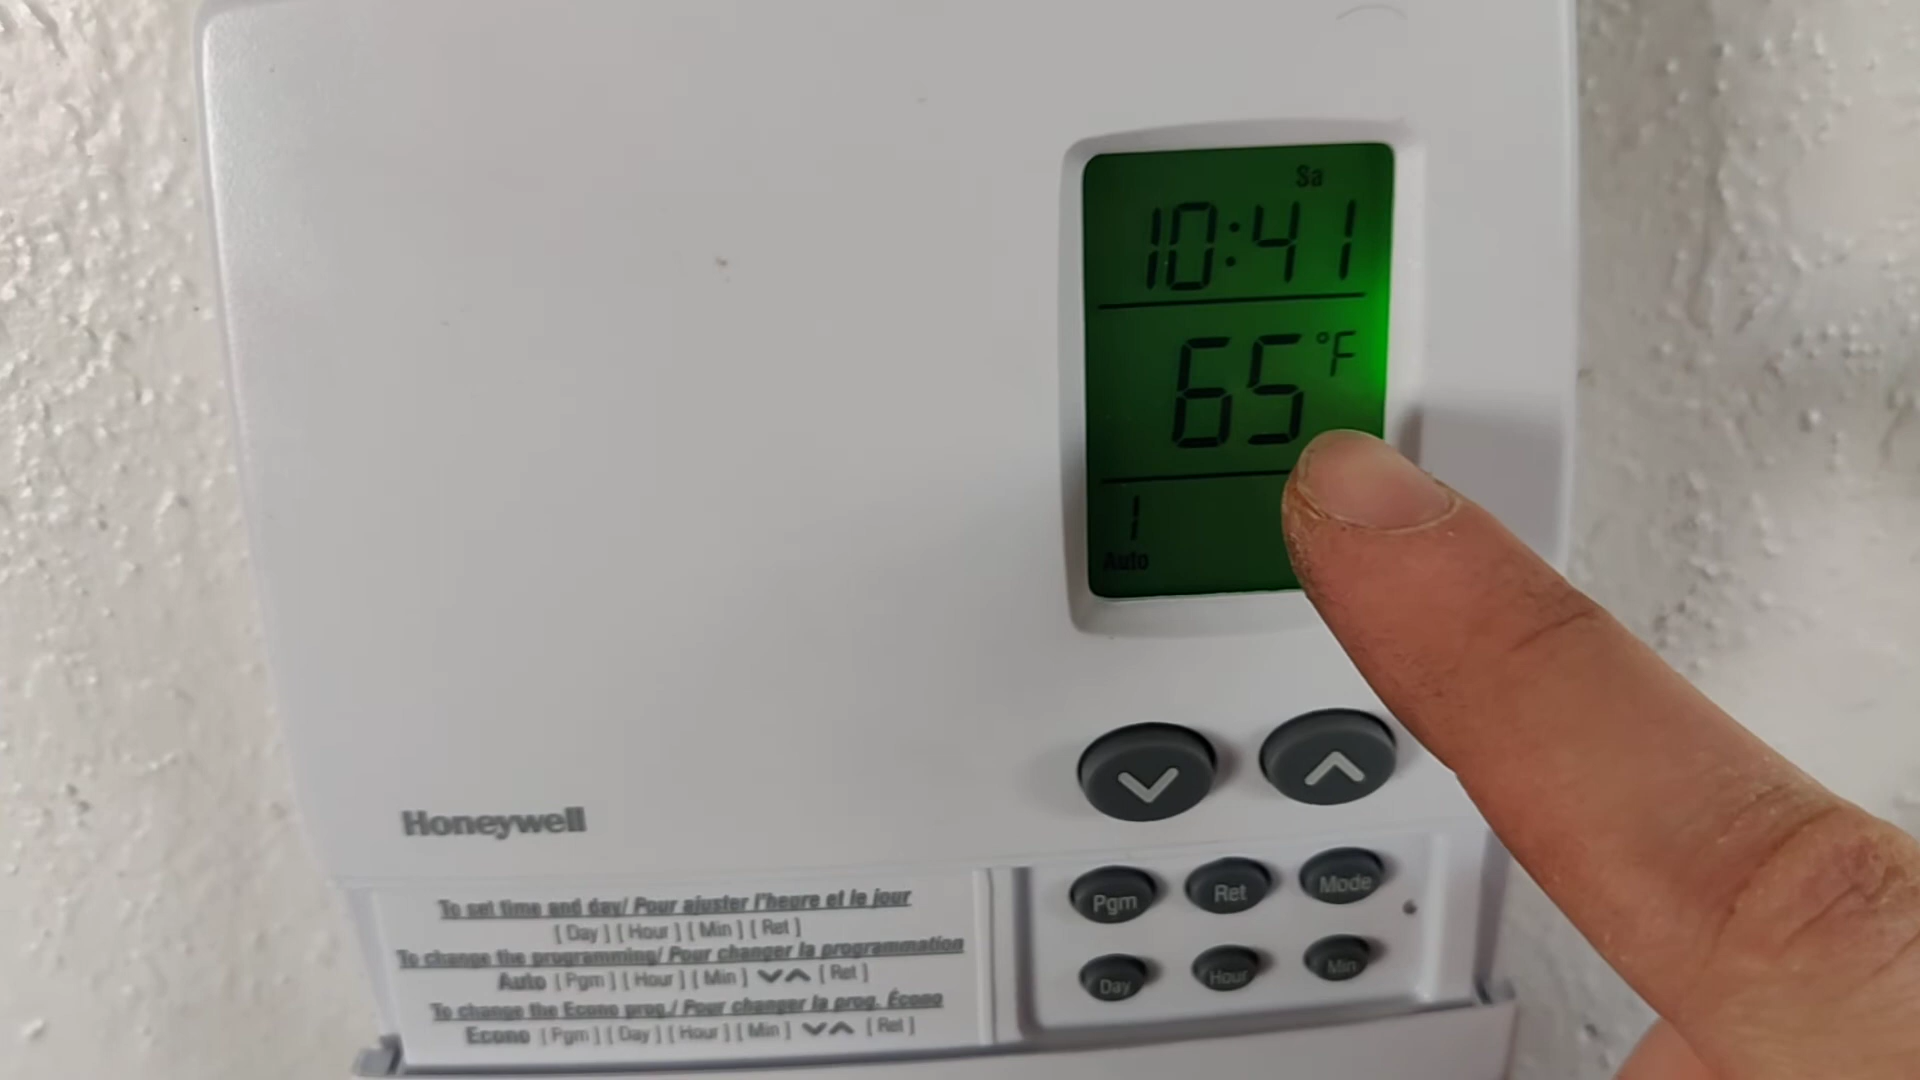 Sa
10:41
65 °F
1
Auto
Honeywell
To set time and day/ Pour ajuster l'heure et le jour
[ Day ] [ Hour ] [ Min ] [ Ret ]
To change the programming/ Pour changer la programmation
Auto [ Pgm ] [ Hour ] [ Min ] [ Ret ]
To change the Econo prog./ Pour changer la prog. Écono
Econo [ Pgm ] [ Day ] [ Hour ] [ Min ] [ Ret ]
Pgm Ret Mode
Day Hour Min